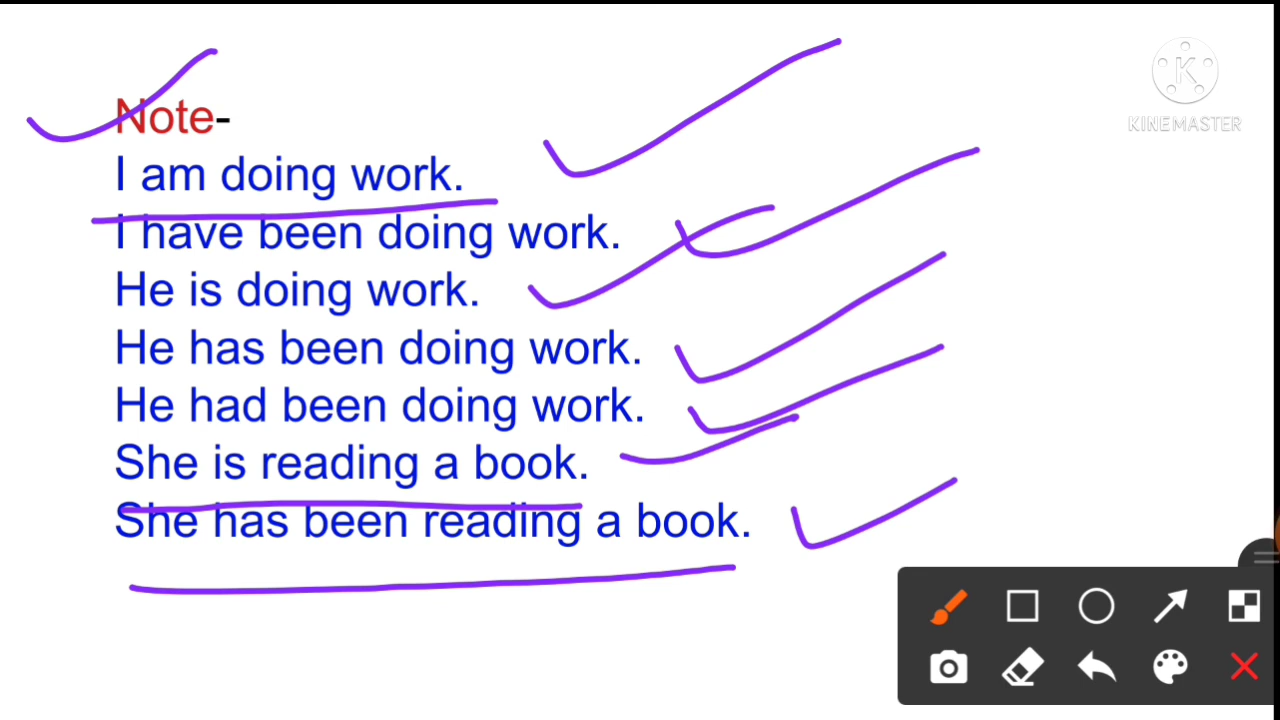 Note-
I am doing work.
I have been doing work.
He is doing work.
He has been doing work.
He had been doing work.
She is reading a book.
She has been reading a book.
K
KINEMASTER